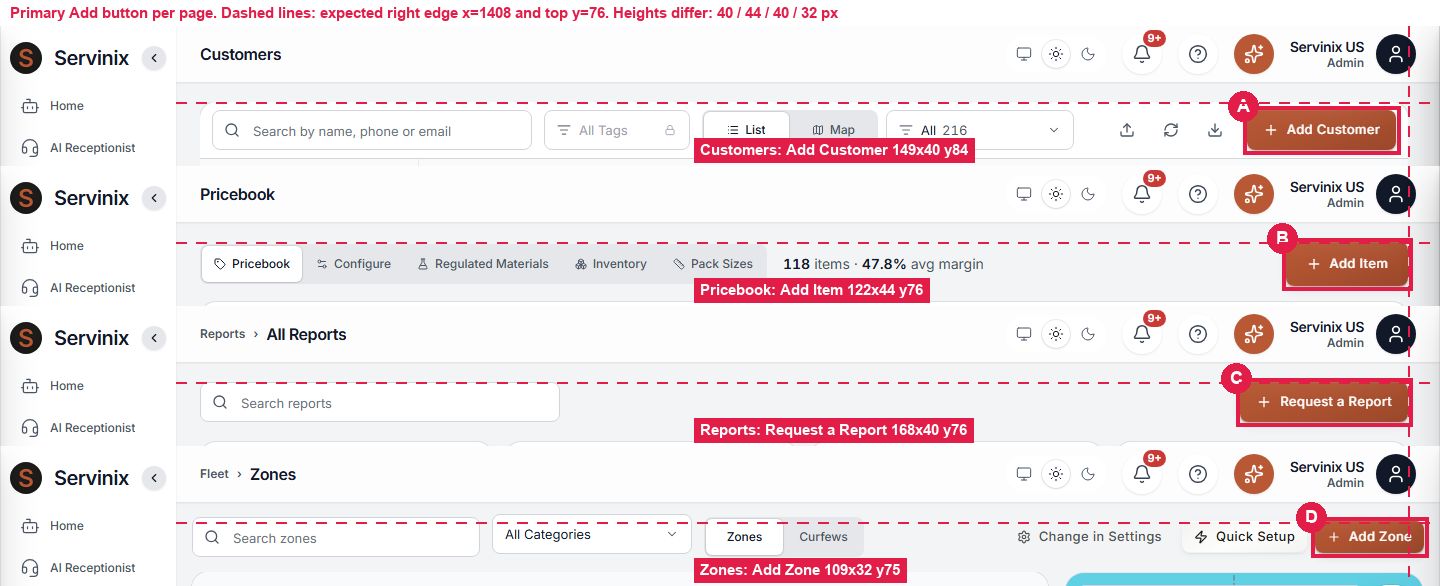 Primary Add button per page. Dashed lines: expected right edge x=1408 and top y=76. Heights differ: 40 / 44 / 40 / 32 px
S Servinix Customers 9+ Servinix US
Admin
Home
A
Search by name, phone or email All Tags List Map All 216 Add Customer
AI Receptionist
Customers: Add Customer 149x40 y84
S Servinix Pricebook 9+ Servinix US
Admin
Home
B
Pricebook Configure Regulated Materials Inventory Pack Sizes 118 items · 47.8% avg margin + Add Item
AI Receptionist
Pricebook: Add Item 122x44 y76
S Servinix Reports › All Reports 9+ Servinix US
Admin
Home
C
Search reports + Request a Report
AI Receptionist
Reports: Request a Report 168x40 y76
S Servinix Fleet › Zones 9+ Servinix US
Admin
Home
D
Search zones All Categories Zones Curfews Change in Settings Quick Setup + Add Zone
AI Receptionist
Zones: Add Zone 109x32 y75